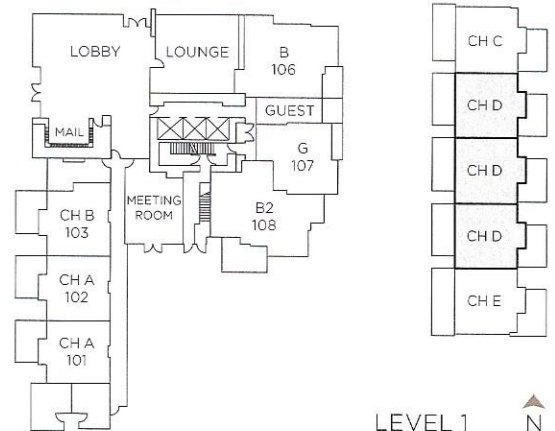 LOBBY
LOUNGE
B
106
GUEST
MAIL
G
107
MEETING
ROOM
B2
108
CH B
103
CH A
102
CH A
101
CH C
CH D
CH D
CH D
CH E
LEVEL 1
N